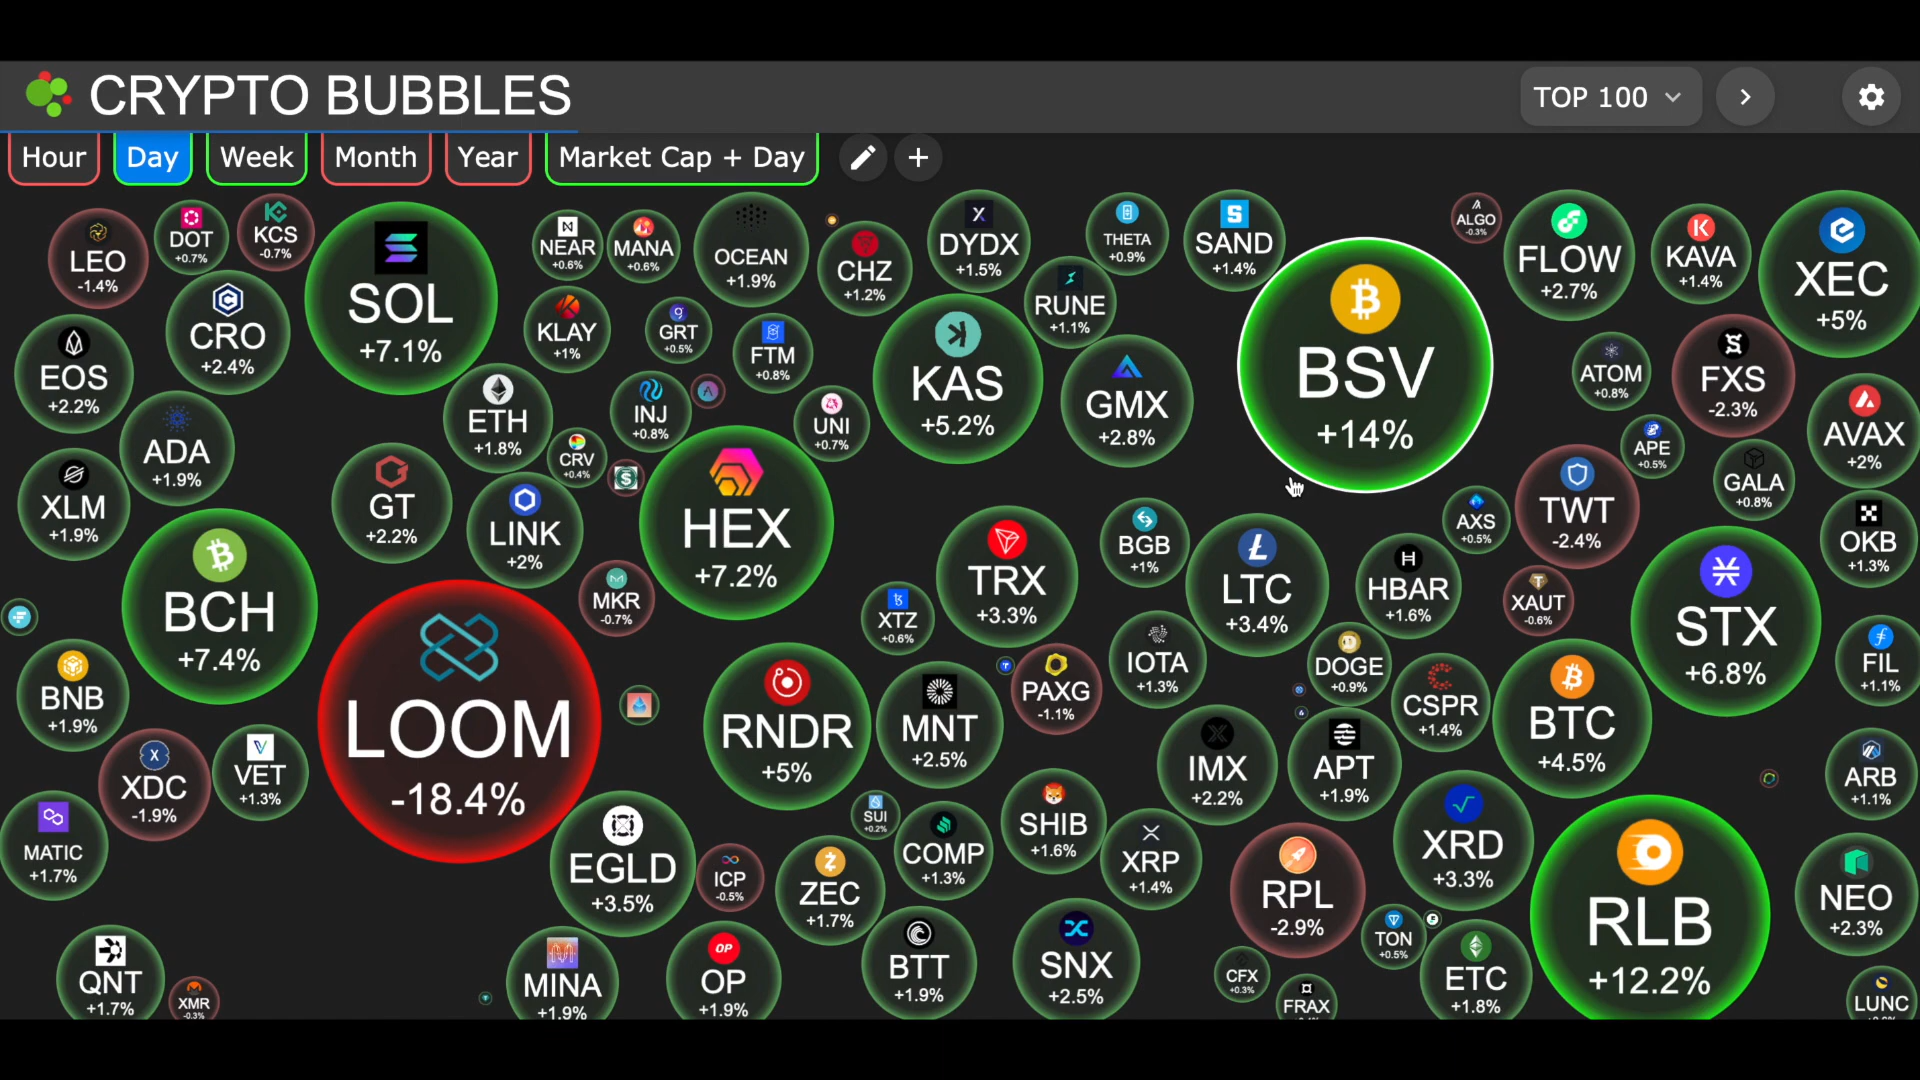 CRYPTO BUBBLES
TOP 100
Hour
Day
Week
Month
Year
Market Cap + Day
LEO
-1.4%
DOT
+0.7%
KCS
-0.7%
SOL
+7.1%
NEAR
+0.6%
MANA
+0.6%
OCEAN
+1.9%
CHZ
+1.2%
DYDX
+1.5%
THETA
+0.9%
SAND
+1.4%
ALGO
-0.3%
FLOW
+2.7%
KAVA
+1.4%
XEC
+5%
CRO
+2.4%
KLAY
+1%
GRT
+0.5%
FTM
+0.8%
RUNE
+1.1%
EOS
+2.2%
ETH
+1.8%
INJ
+0.8%
UNI
+0.7%
KAS
+5.2%
GMX
+2.8%
BSV
+14%
ATOM
+0.8%
FXS
-2.3%
AVAX
+2%
ADA
+1.9%
CRV
+0.4%
APE
+0.5%
XLM
+1.9%
GT
+2.2%
LINK
+2%
HEX
+7.2%
TWT
-2.4%
GALA
+0.8%
OKB
+1.3%
BCH
+7.4%
MKR
-0.7%
XTZ
+0.6%
TRX
+3.3%
BGB
+1%
LTC
+3.4%
AXS
+0.5%
HBAR
+1.6%
XAUT
-0.6%
STX
+6.8%
BNB
+1.9%
LOOM
-18.4%
RNDR
+5%
MNT
+2.5%
PAXG
-1.1%
IOTA
+1.3%
DOGE
+0.9%
CSPR
+1.4%
BTC
+4.5%
FIL
+1.1%
XDC
-1.9%
VET
+1.3%
IMX
+2.2%
APT
+1.9%
ARB
+1.1%
MATIC
+1.7%
EGLD
+3.5%
ICP
-0.5%
SUI
+0.2%
ZEC
+1.7%
COMP
+1.3%
SHIB
+1.6%
XRP
+1.4%
RPL
-2.9%
XRD
+3.3%
RLB
+12.2%
NEO
+2.3%
QNT
+1.7%
XMR
-0.3%
MINA
+1.9%
OP
OP
+1.9%
BTT
+1.9%
SNX
+2.5%
CFX
+0.3%
FRAX
TON
+0.5%
ETC
+1.8%
LUNC